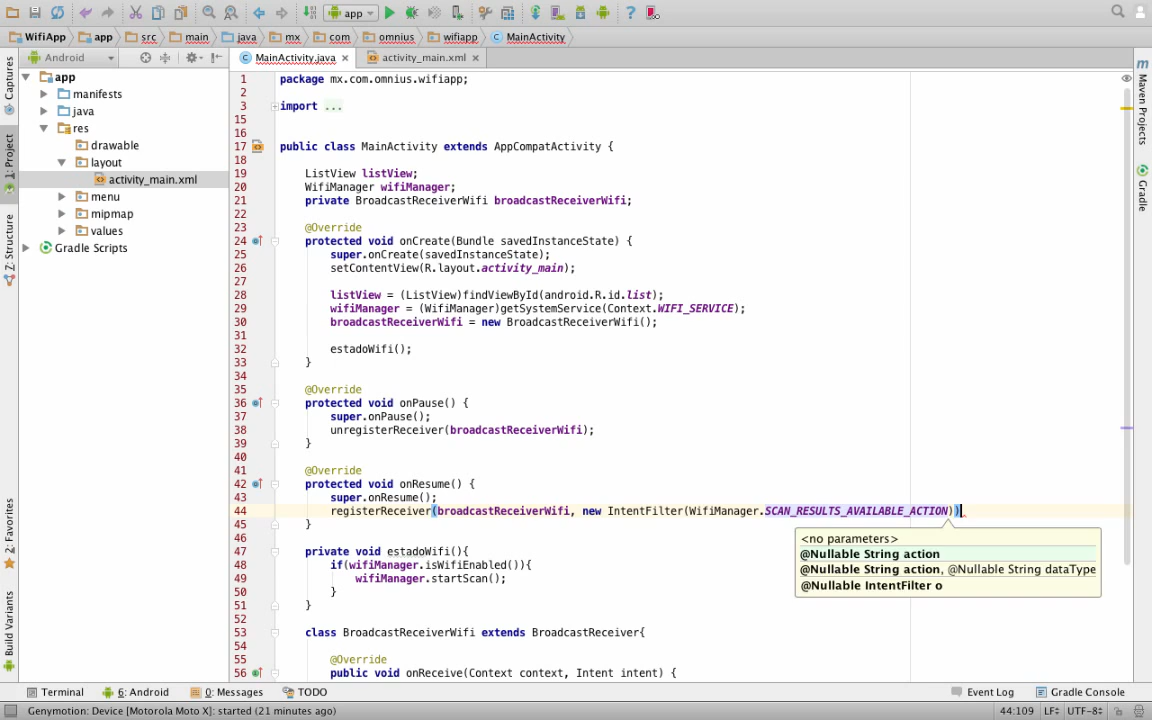 app
WifiApp app src main java mx com omnius wifiapp MainActivity
Android
MainActivity.java
activity_main.xml
Captures
1: Project
Z: Structure
2: Favorites
Build Variants
app
manifests
java
res
drawable
layout
activity_main.xml
menu
mipmap
values
Gradle Scripts
1 package mx.com.omnius.wifiapp;
2
3 import ...
15
16
17 public class MainActivity extends AppCompatActivity {
18
19 ListView listView;
20 WifiManager wifiManager;
21 private BroadcastReceiverWifi broadcastReceiverWifi;
22
23 @Override
24 protected void onCreate(Bundle savedInstanceState) {
25 super.onCreate(savedInstanceState);
26 setContentView(R.layout.activity_main);
27
28 listView = (ListView)findViewById(android.R.id.list);
29 wifiManager = (WifiManager)getSystemService(Context.WIFI_SERVICE);
30 broadcastReceiverWifi = new BroadcastReceiverWifi();
31
32 estadoWifi();
33 }
34
35 @Override
36 protected void onPause() {
37 super.onPause();
38 unregisterReceiver(broadcastReceiverWifi);
39 }
40
41 @Override
42 protected void onResume() {
43 super.onResume();
44 registerReceiver(broadcastReceiverWifi, new IntentFilter(WifiManager.SCAN_RESULTS_AVAILABLE_ACTION))
45 }
46
47 private void estadoWifi(){
48 if(wifiManager.isWifiEnabled()){
49 wifiManager.startScan();
50 }
51 }
52
53 class BroadcastReceiverWifi extends BroadcastReceiver{
54
55 @Override
56 public void onReceive(Context context, Intent intent) {
<no parameters>
@Nullable String action
@Nullable String action, @Nullable String dataType
@Nullable IntentFilter o
m Maven Projects
Gradle
Terminal 6: Android 0: Messages TODO Event Log Gradle Console
Genymotion: Device [Motorola Moto X]: started (21 minutes ago) 44:109 LF UTF-8